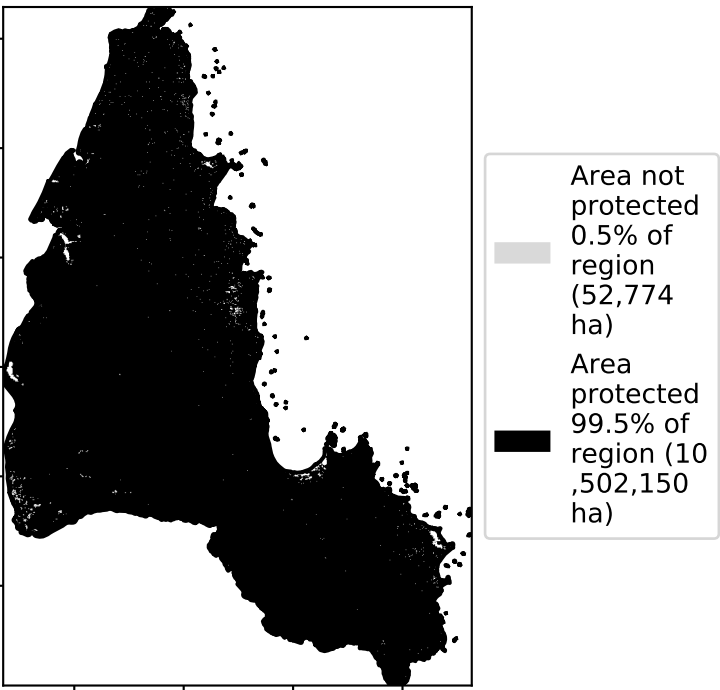 Area not
protected
0.5% of
region
(52,774
ha)
Area
protected
99.5% of
region (10
,502,150
ha)